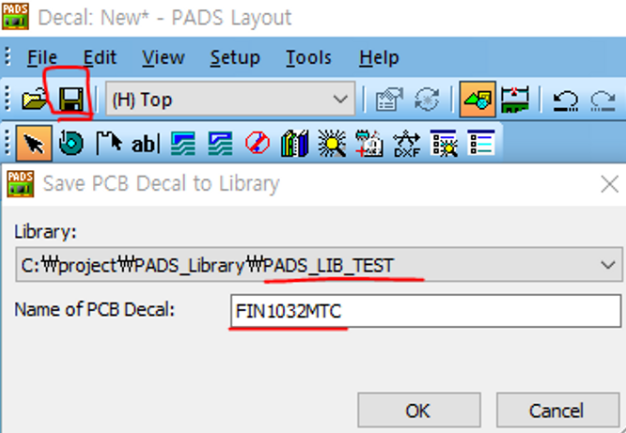 PADS
Decal: New* - PADS Layout
File Edit View Setup Tools Help
(H) Top
abl
DXF
PADS
Save PCB Decal to Library
Library:
C:₩project₩PADS_Library₩PADS_LIB_TEST
Name of PCB Decal:
FIN1032MTC
OK
Cancel